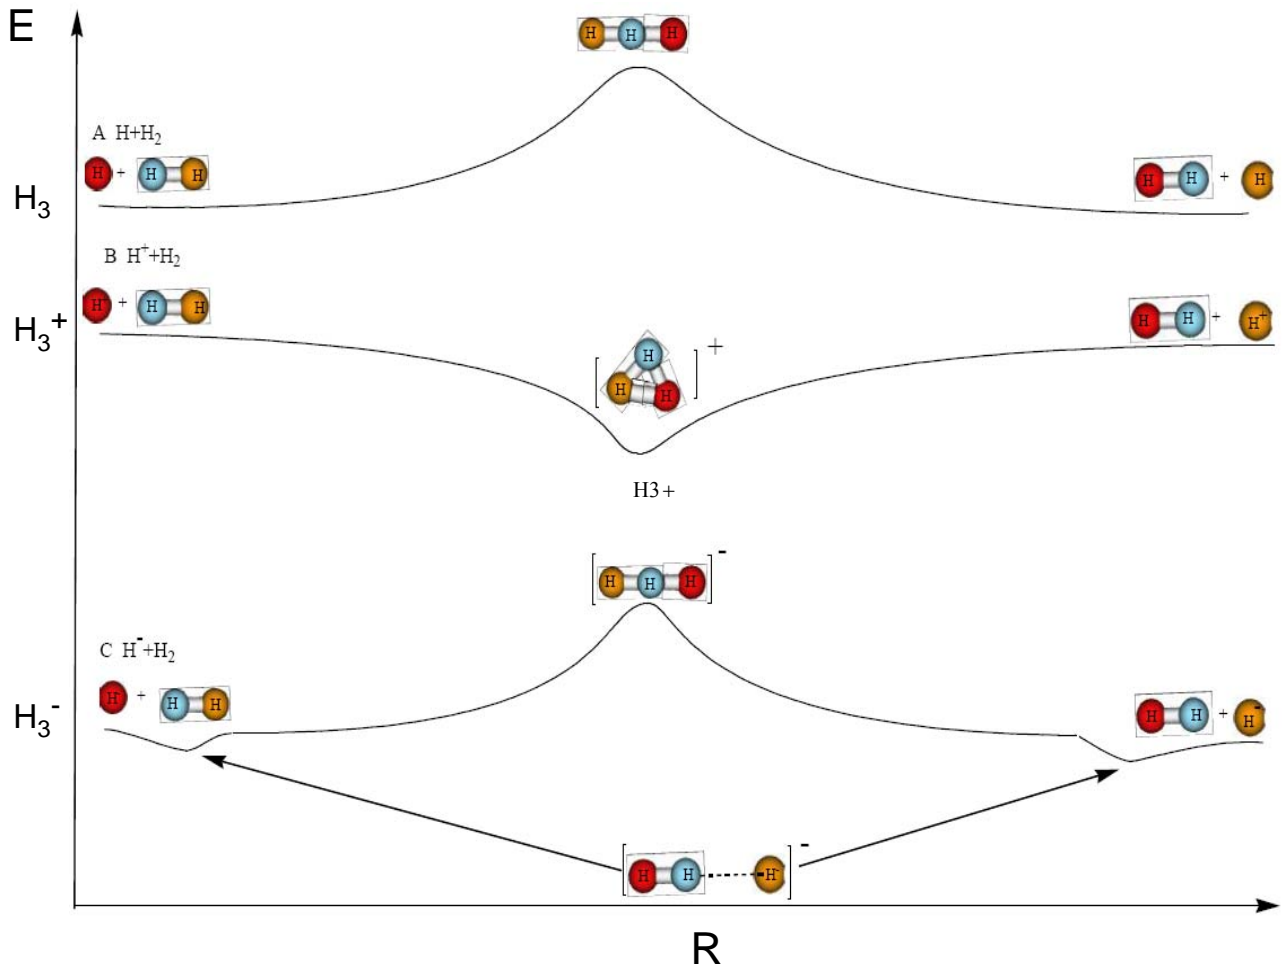 E
H H H
A H+H₂
H + H H
H H + H
H₃
B H⁺+H₂
H⁺ + H H
H H + H⁺
H₃⁺
[ H H H ]⁺
H3+
[ H H H ]⁻
C H⁻+H₂
H + H H
H H + H⁻
H₃⁻
[ H H -----H⁻ ]⁻
R